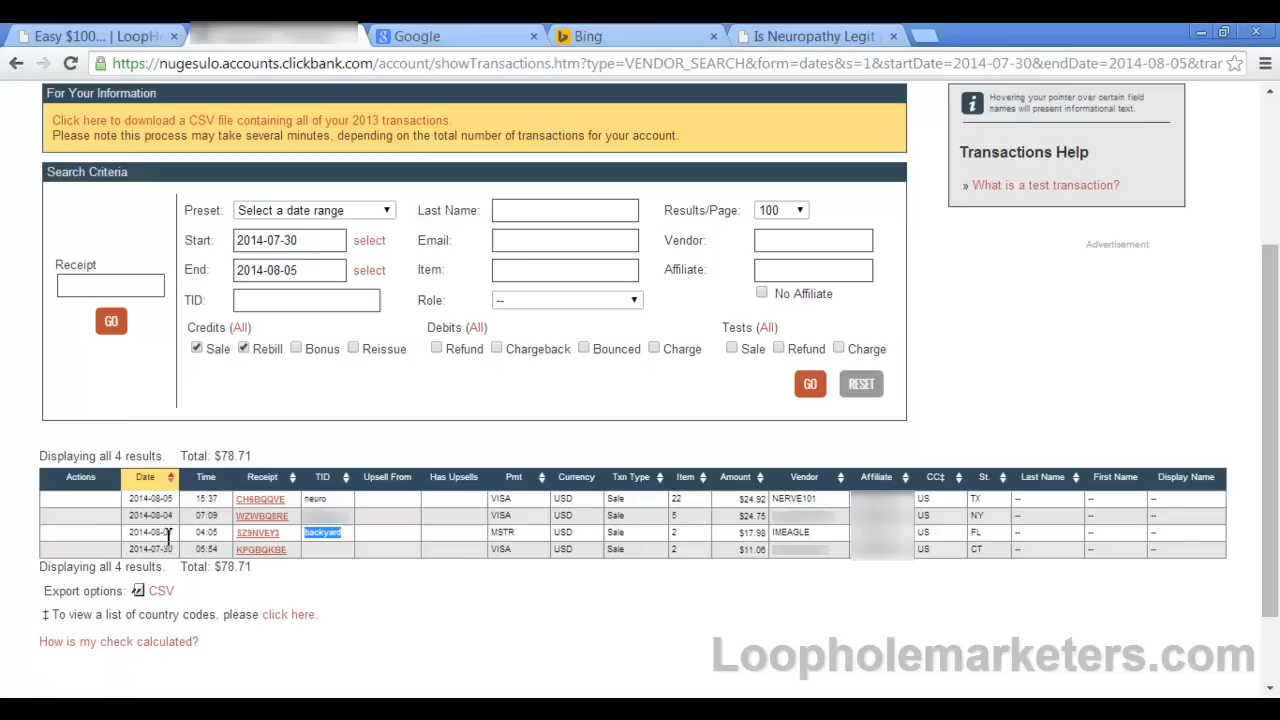 Easy $100... | LoopH
Google
Bing
Is Neuropathy Legit
https://nugesulo.accounts.clickbank.com/account/showTransactions.htm?type=VENDOR_SEARCH&form=dates&s=1&startDate=2014-07-30&endDate=2014-08-05&trar
For Your Information
Click here to download a CSV file containing all of your 2013 transactions.
Please note this process may take several minutes, depending on the total number of transactions for your account.
Hovering your pointer over certain field names will present informational text.
Transactions Help
» What is a test transaction?
Advertisement
Search Criteria
Receipt
GO
Preset: Select a date range Last Name: Results/Page: 100
Start: 2014-07-30 select Email: Vendor:
End: 2014-08-05 select Item: Affiliate:
TID: Role: -- No Affiliate
Credits (All) Debits (All) Tests (All)
Sale Rebill Bonus Reissue Refund Chargeback Bounced Charge Sale Refund Charge
GO RESET
Displaying all 4 results. Total: $78.71
Actions Date Time Receipt TID Upsell From Has Upsells Pmt Currency Txn Type Item Amount Vendor Affiliate CC‡ St. Last Name First Name Display Name
2014-08-05 15:37 CH6BQQVE neuro VISA USD Sale 22 $24.92 NERVE101 US TX -- -- --
2014-08-04 07:09 WZWBQ8RE VISA USD Sale 5 $24.75 US NY -- -- --
04:05 SZ9NVEY3 backyard MSTR USD Sale 2 $17.98 IMEAGLE US FL -- -- --
2014-07-30 05:54 KPGBQKBE VISA USD Sale 2 $11.06 US CT -- -- --
Displaying all 4 results. Total: $78.71
Export options: CSV
‡ To view a list of country codes, please click here.
How is my check calculated?
Loopholemarketers.com